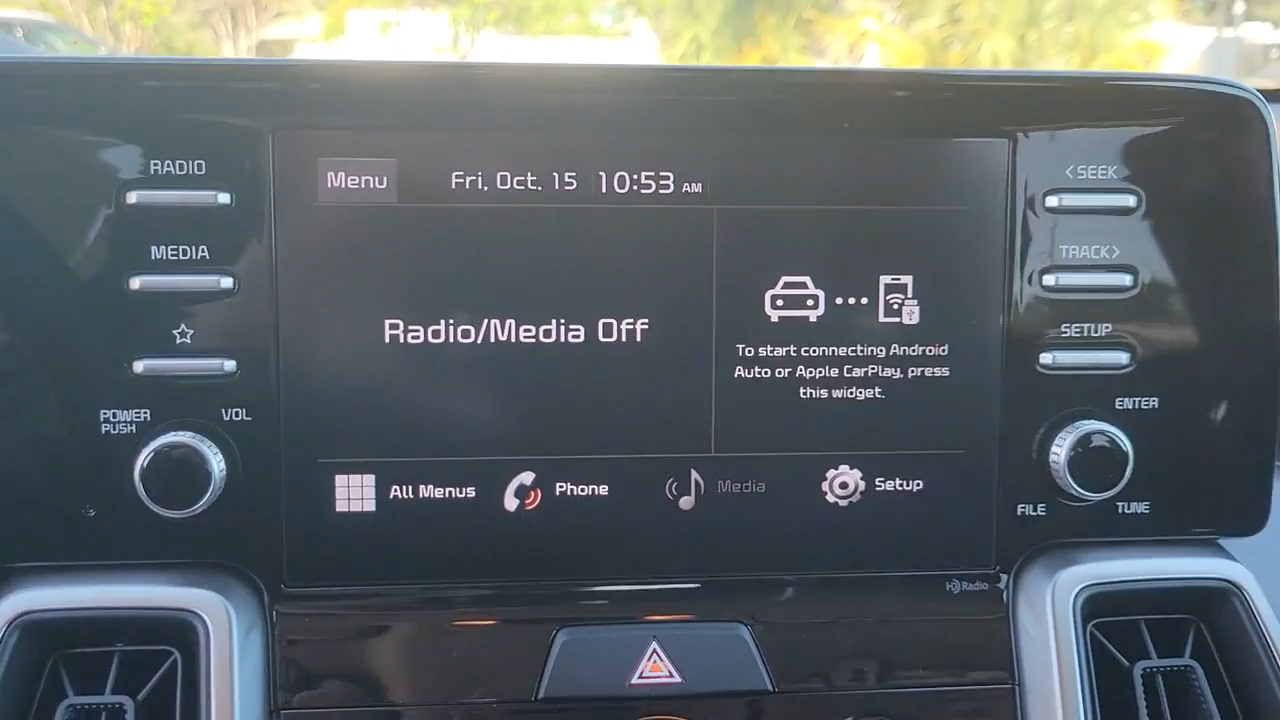 RADIO
MEDIA
POWER
PUSH
VOL
Menu
Fri, Oct. 15 10:53 AM
Radio/Media Off
To start connecting Android
Auto or Apple CarPlay, press
this widget.
All Menus
Phone
Media
Setup
<SEEK
TRACK>
SETUP
ENTER
FILE
TUNE
HD Radio